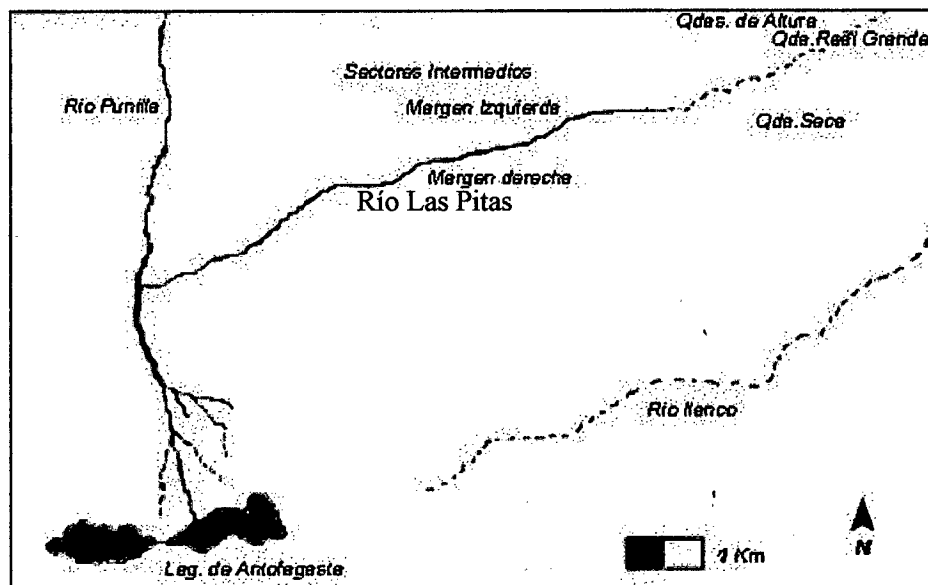 Qdas. de Altura
Qda. Real Grande
Sectores Intermedios
Río Punilla
Margen Izquierda
Qda. Seca
Margen derecha
Río Las Pitas
Río Ilanco
1 Km
N
Lag. de Antofagasta